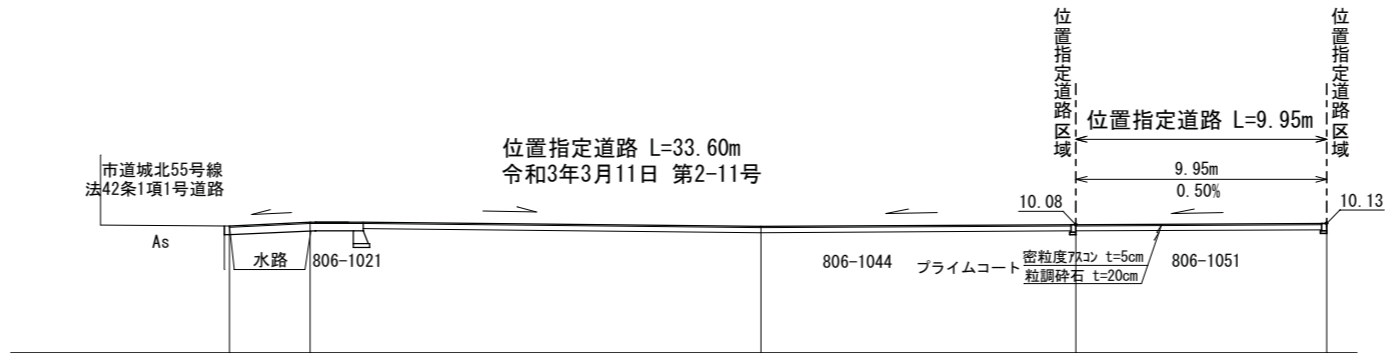 位置指定道路区域
位置指定道路区域
位置指定道路 L=9.95m
位置指定道路 L=33.60m
令和3年3月11日 第2-11号
市道城北55号線
法42条1項1号道路
9.95m
0.50%
10.08
10.13
As
水路
806-1021
806-1044
プライムコート
密粒度アスコン t=5cm
粒調砕石 t=20cm
806-1051